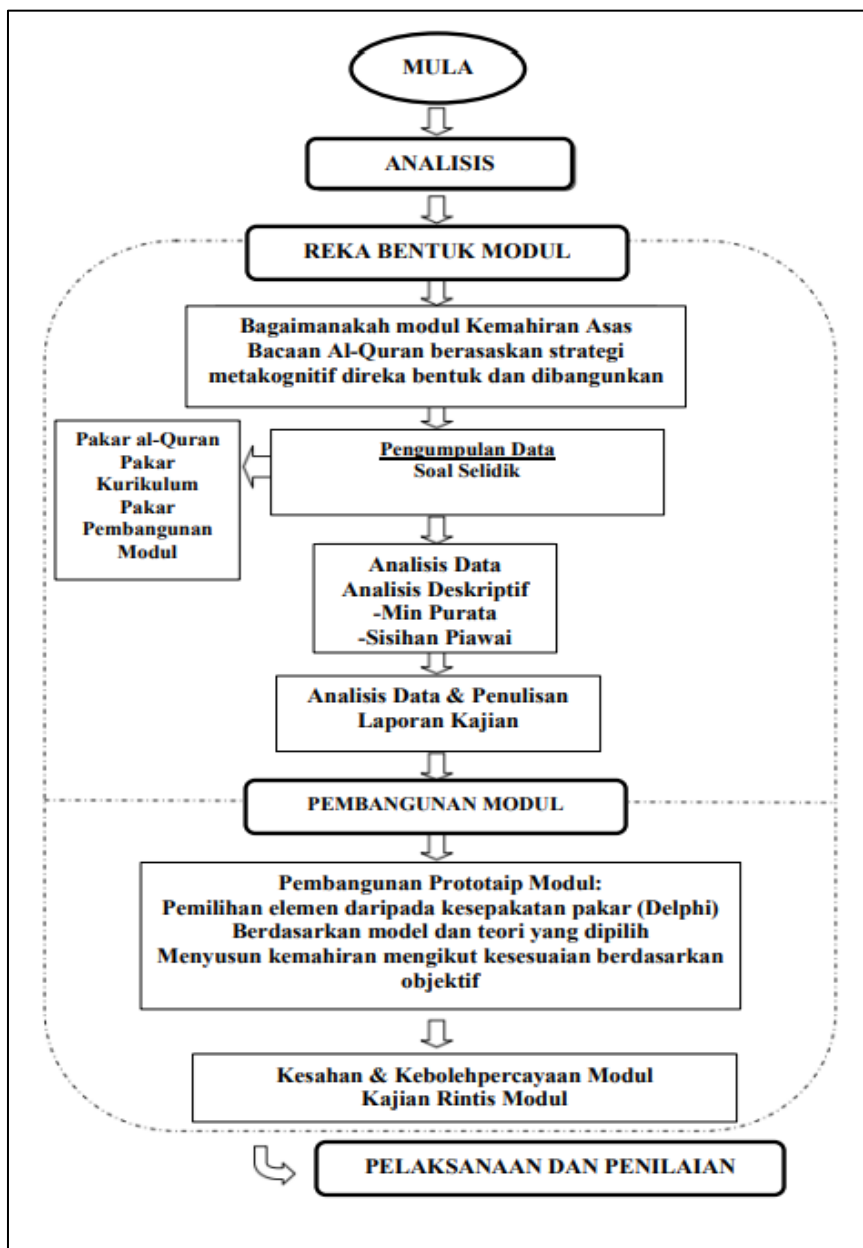 MULA
ANALISIS
REKA BENTUK MODUL
Bagaimanakah modul Kemahiran Asas
Bacaan Al-Quran berasaskan strategi
metakognitif direka bentuk dan dibangunkan
Pakar al-Quran
Pakar
Kurikulum
Pakar
Pembangunan
Modul
Pengumpulan Data
Soal Selidik
Analisis Data
Analisis Deskriptif
-Min Purata
-Sisihan Piawai
Analisis Data & Penulisan
Laporan Kajian
PEMBANGUNAN MODUL
Pembangunan Prototaip Modul:
Pemilihan elemen daripada kesepakatan pakar (Delphi)
Berdasarkan model dan teori yang dipilih
Menyusun kemahiran mengikut kesesuaian berdasarkan
objektif
Kesahan & Kebolehpercayaan Modul
Kajian Rintis Modul
PELAKSANAAN DAN PENILAIAN